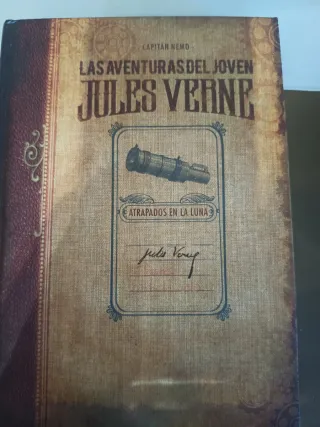 CAPITÁN NEMO
LAS AVENTURAS DEL JOVEN
JULES VERNE
ATRAPADOS EN LA LUNA
Jules Verne